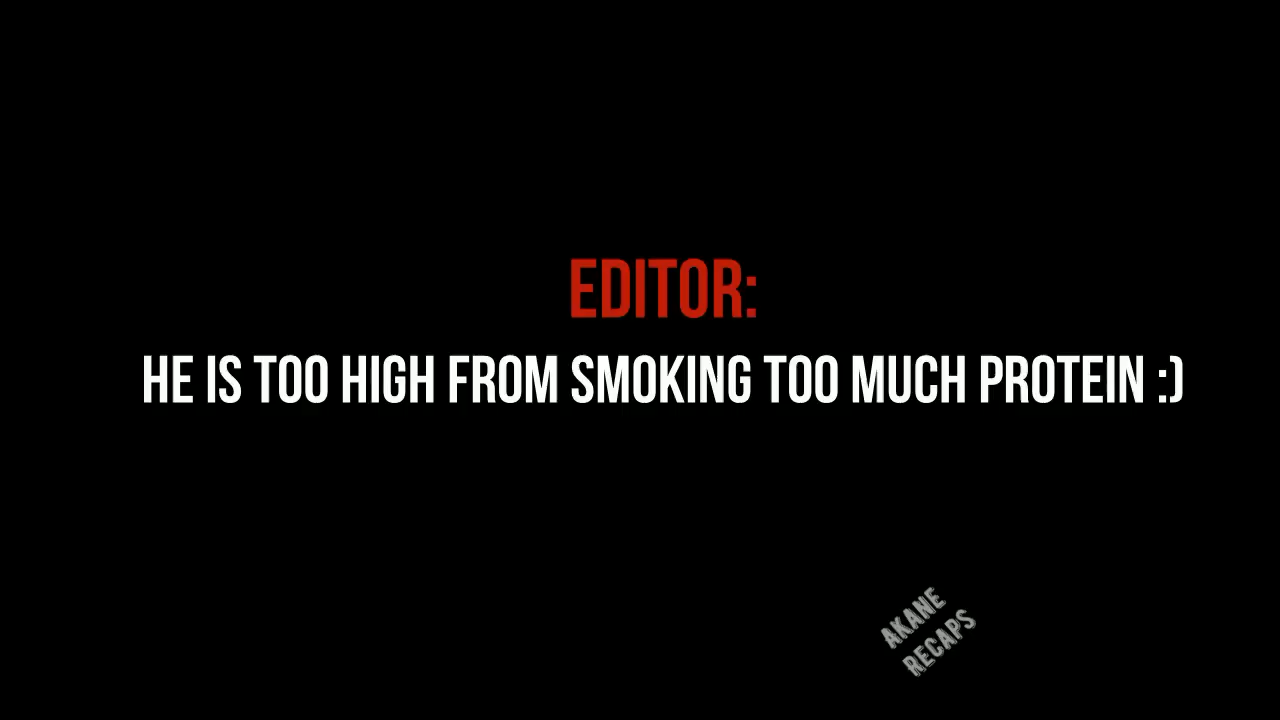 EDITOR:
HE IS TOO HIGH FROM SMOKING TOO MUCH PROTEIN :)
AKANE
RECAPS